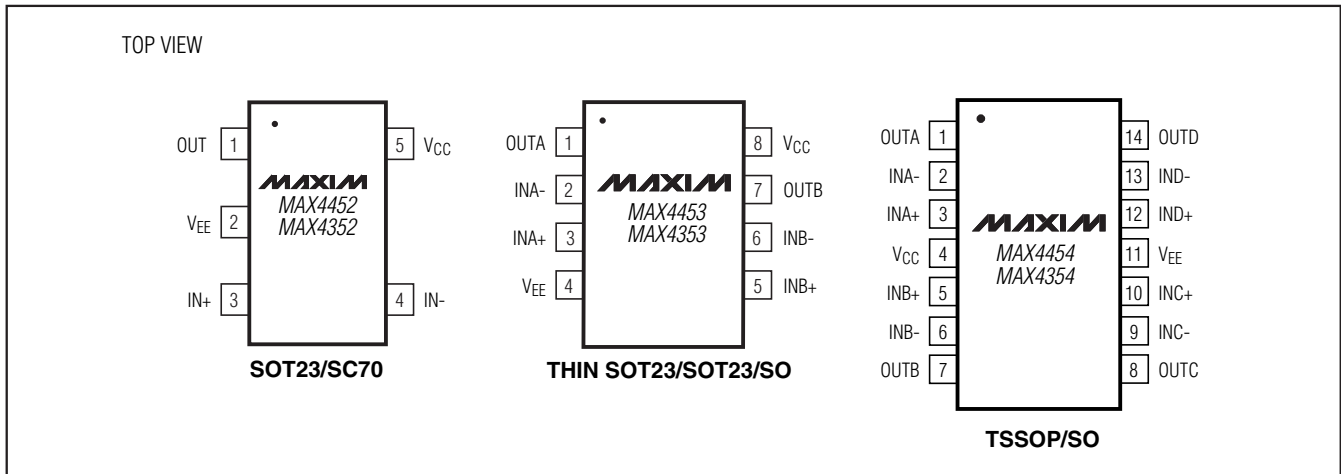 TOP VIEW
OUT 1
5 VCC
MAXIM
MAX4452
MAX4352
VEE 2
IN+ 3
4 IN-
SOT23/SC70
OUTA 1
8 VCC
INA- 2
MAXIM
7 OUTB
MAX4453
MAX4353
INA+ 3
6 INB-
VEE 4
5 INB+
THIN SOT23/SOT23/SO
OUTA 1
14 OUTD
INA- 2
13 IND-
INA+ 3
12 IND+
MAXIM
MAX4454
MAX4354
VCC 4
11 VEE
INB+ 5
10 INC+
INB- 6
9 INC-
OUTB 7
8 OUTC
TSSOP/SO